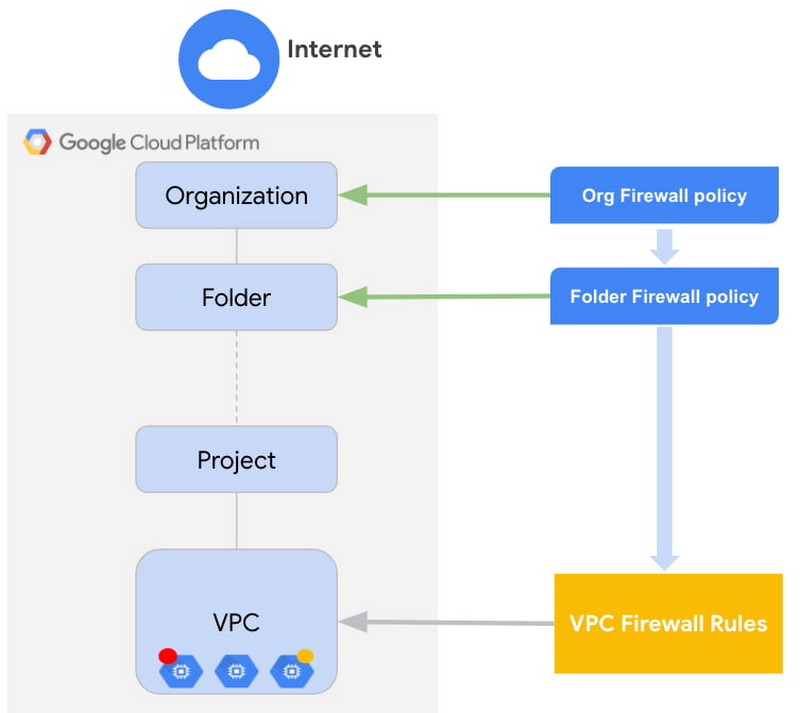 Internet
Google Cloud Platform
Organization
Org Firewall policy
Folder
Folder Firewall policy
Project
VPC
VPC Firewall Rules